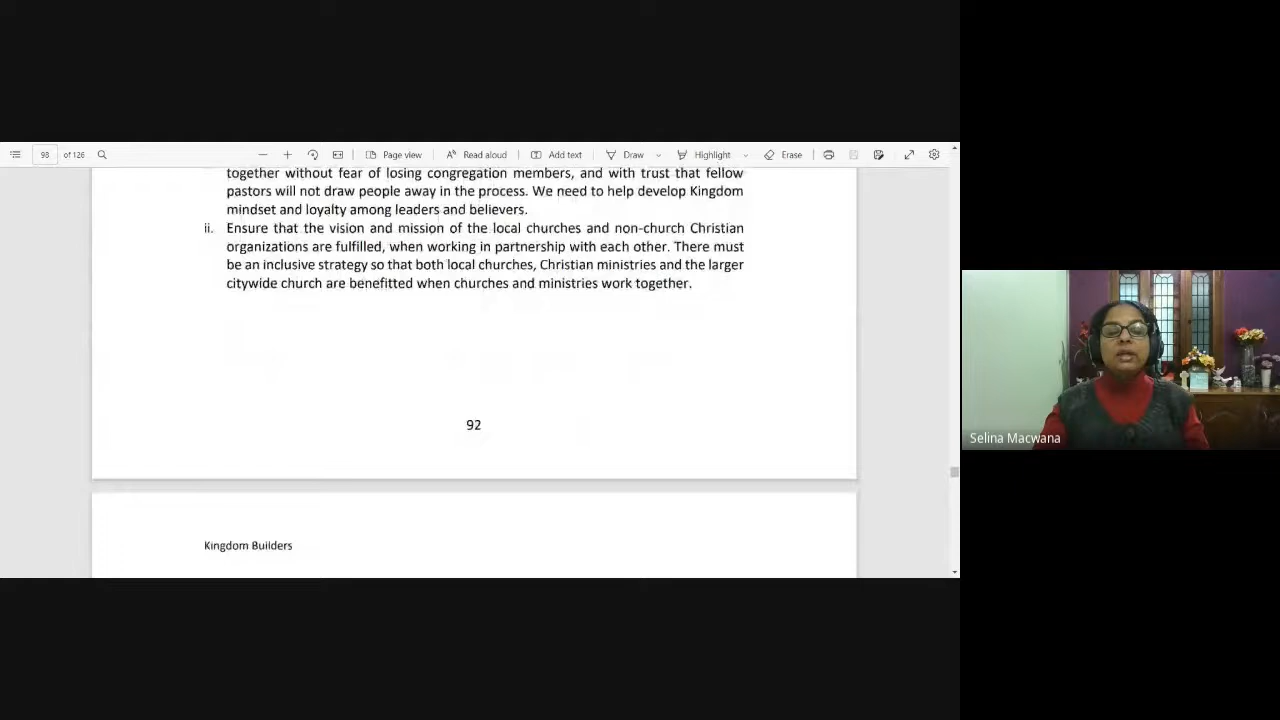 98 of 126 Page view Read aloud Add text Draw Highlight Erase
together without fear of losing congregation members, and with trust that fellow
pastors will not draw people away in the process. We need to help develop Kingdom
mindset and loyalty among leaders and believers.
ii. Ensure that the vision and mission of the local churches and non-church Christian
organizations are fulfilled, when working in partnership with each other. There must
be an inclusive strategy so that both local churches, Christian ministries and the larger
citywide church are benefitted when churches and ministries work together.
92
Kingdom Builders
Selina Macwana